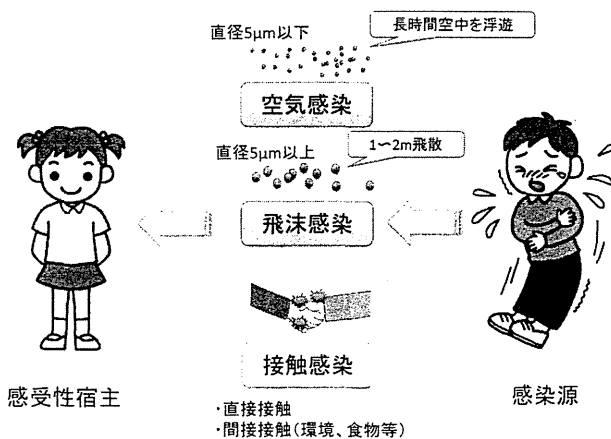 直径5μm以下
長時間空中を浮遊
空気感染
直径5μm以上
1〜2m飛散
飛沫感染
接触感染
感受性宿主
感染源
・直接接触
・間接接触(環境、食物等)